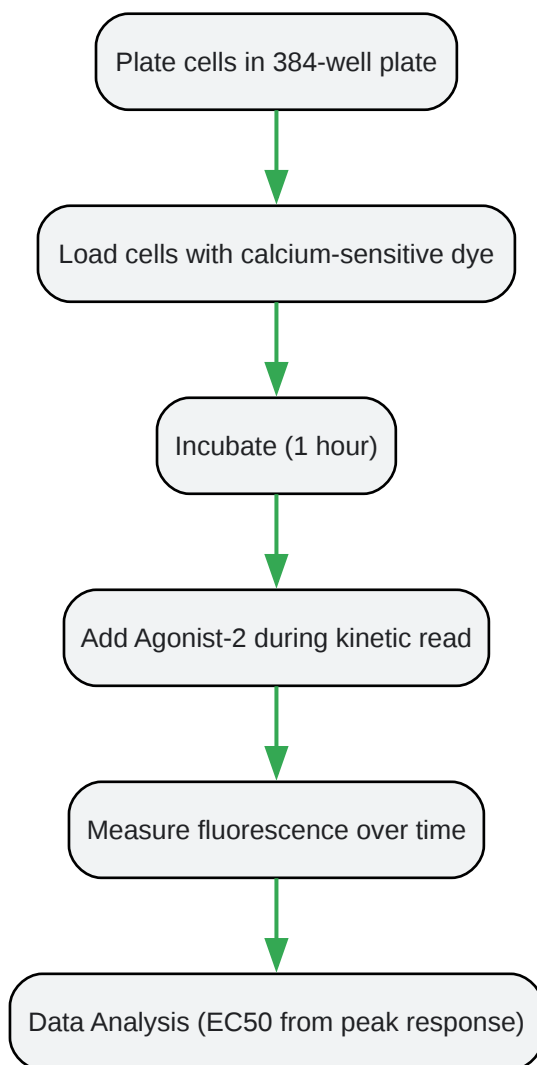 Plate cells in 384-well plate
Load cells with calcium-sensitive dye
Incubate (1 hour)
Add Agonist-2 during kinetic read
Measure fluorescence over time
Data Analysis (EC50 from peak response)